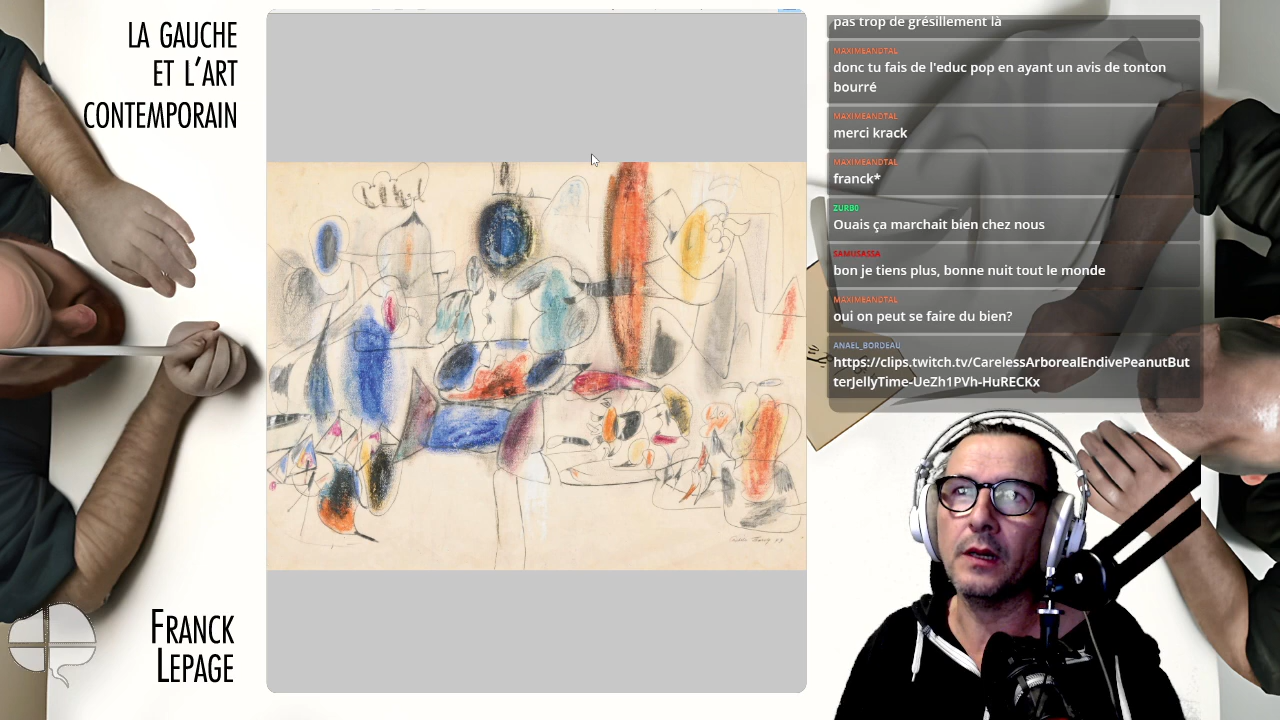 LA GAUCHE
ET L'ART
CONTEMPORAIN
FRANCK
LEPAGE
pas trop de grésillement là
MAXIMEANDTAL
donc tu fais de l'educ pop en ayant un avis de tonton
bourré
MAXIMEANDTAL
merci krack
MAXIMEANDTAL
franck*
ZURB0
Ouais ça marchait bien chez nous
SAMUSASSA
bon je tiens plus, bonne nuit tout le monde
MAXIMEANDTAL
oui on peut se faire du bien?
ANAEL_BORDEAU
https://clips.twitch.tv/CarelessArborealEndivePeanutBut
terJellyTime-UeZh1PVh-HuRECKx